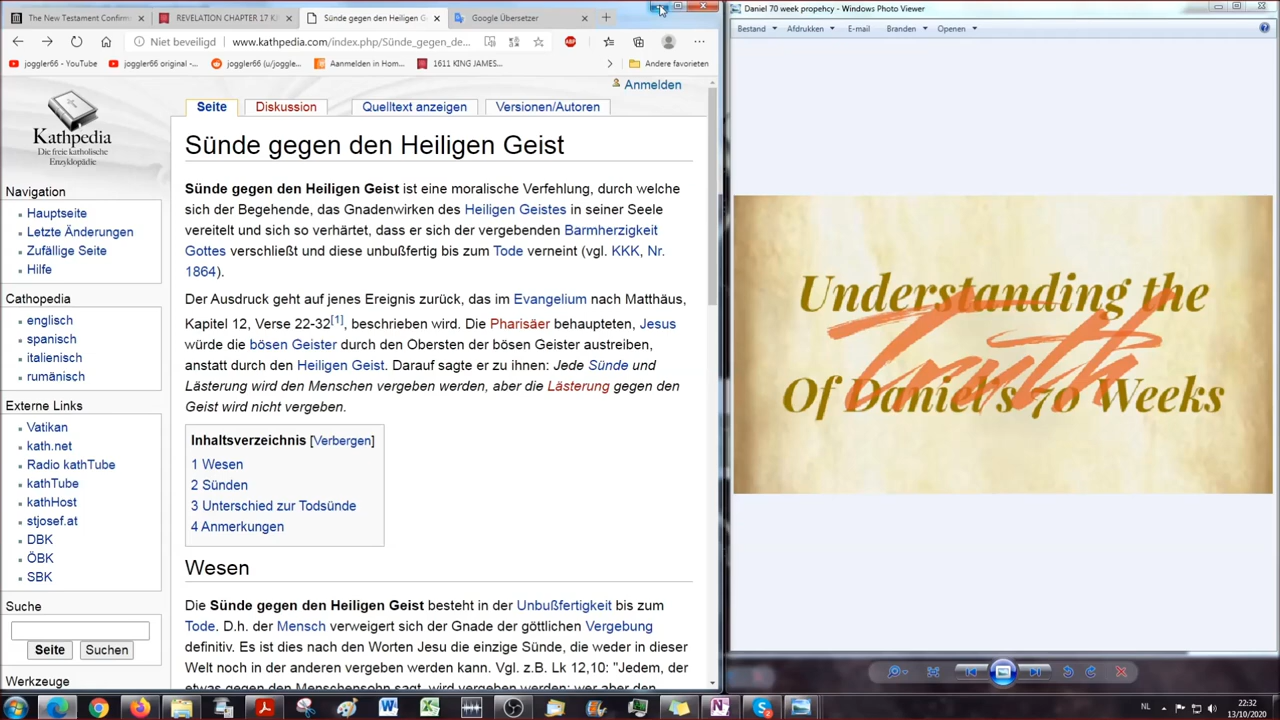 The New Testament Confirm
REVELATION CHAPTER 17 K
Sünde gegen den Heiligen G
Google Übersetzer
Niet beveiligd
www.kathpedia.com/index.php/Sünde_gegen_de...
joggler66 - YouTube
joggler66 original -...
joggler66 (u/joggle...
Aanmelden in Hom...
1611 KING JAMES...
Andere favorieten
Anmelden
Seite
Diskussion
Quelltext anzeigen
Versionen/Autoren
Kathpedia
Die freie katholische
Enzyklopädie
Navigation
Hauptseite
Letzte Änderungen
Zufällige Seite
Hilfe
Cathopedia
englisch
spanisch
italienisch
rumänisch
Externe Links
Vatikan
kath.net
Radio kathTube
kathTube
kathHost
stjosef.at
DBK
ÖBK
SBK
Suche
Seite
Suchen
Werkzeuge
Sünde gegen den Heiligen Geist
Sünde gegen den Heiligen Geist ist eine moralische Verfehlung, durch welche
sich der Begehende, das Gnadenwirken des Heiligen Geistes in seiner Seele
vereitelt und sich so verhärtet, dass er sich der vergebenden Barmherzigkeit
Gottes verschließt und diese unbußfertig bis zum Tode verneint (vgl. KKK, Nr.
1864).
Der Ausdruck geht auf jenes Ereignis zurück, das im Evangelium nach Matthäus,
Kapitel 12, Verse 22-32[1], beschrieben wird. Die Pharisäer behaupteten, Jesus
würde die bösen Geister durch den Obersten der bösen Geister austreiben,
anstatt durch den Heiligen Geist. Darauf sagte er zu ihnen: Jede Sünde und
Lästerung wird den Menschen vergeben werden, aber die Lästerung gegen den
Geist wird nicht vergeben.
Inhaltsverzeichnis [Verbergen]
1 Wesen
2 Sünden
3 Unterschied zur Todsünde
4 Anmerkungen
Wesen
Die Sünde gegen den Heiligen Geist besteht in der Unbußfertigkeit bis zum
Tode. D.h. der Mensch verweigert sich der Gnade der göttlichen Vergebung
definitiv. Es ist dies nach den Worten Jesu die einzige Sünde, die weder in dieser
Welt noch in der anderen vergeben werden kann. Vgl. z.B. Lk 12,10: "Jedem, der
etwas gegen den Menschensohn sagt, wird vergeben werden; wer aber den
Daniel 70 week propehcy - Windows Photo Viewer
Bestand
Afdrukken
E-mail
Branden
Openen
Understanding the
Truth
Of Daniel's 70 Weeks
NL
22:32
13/10/2020